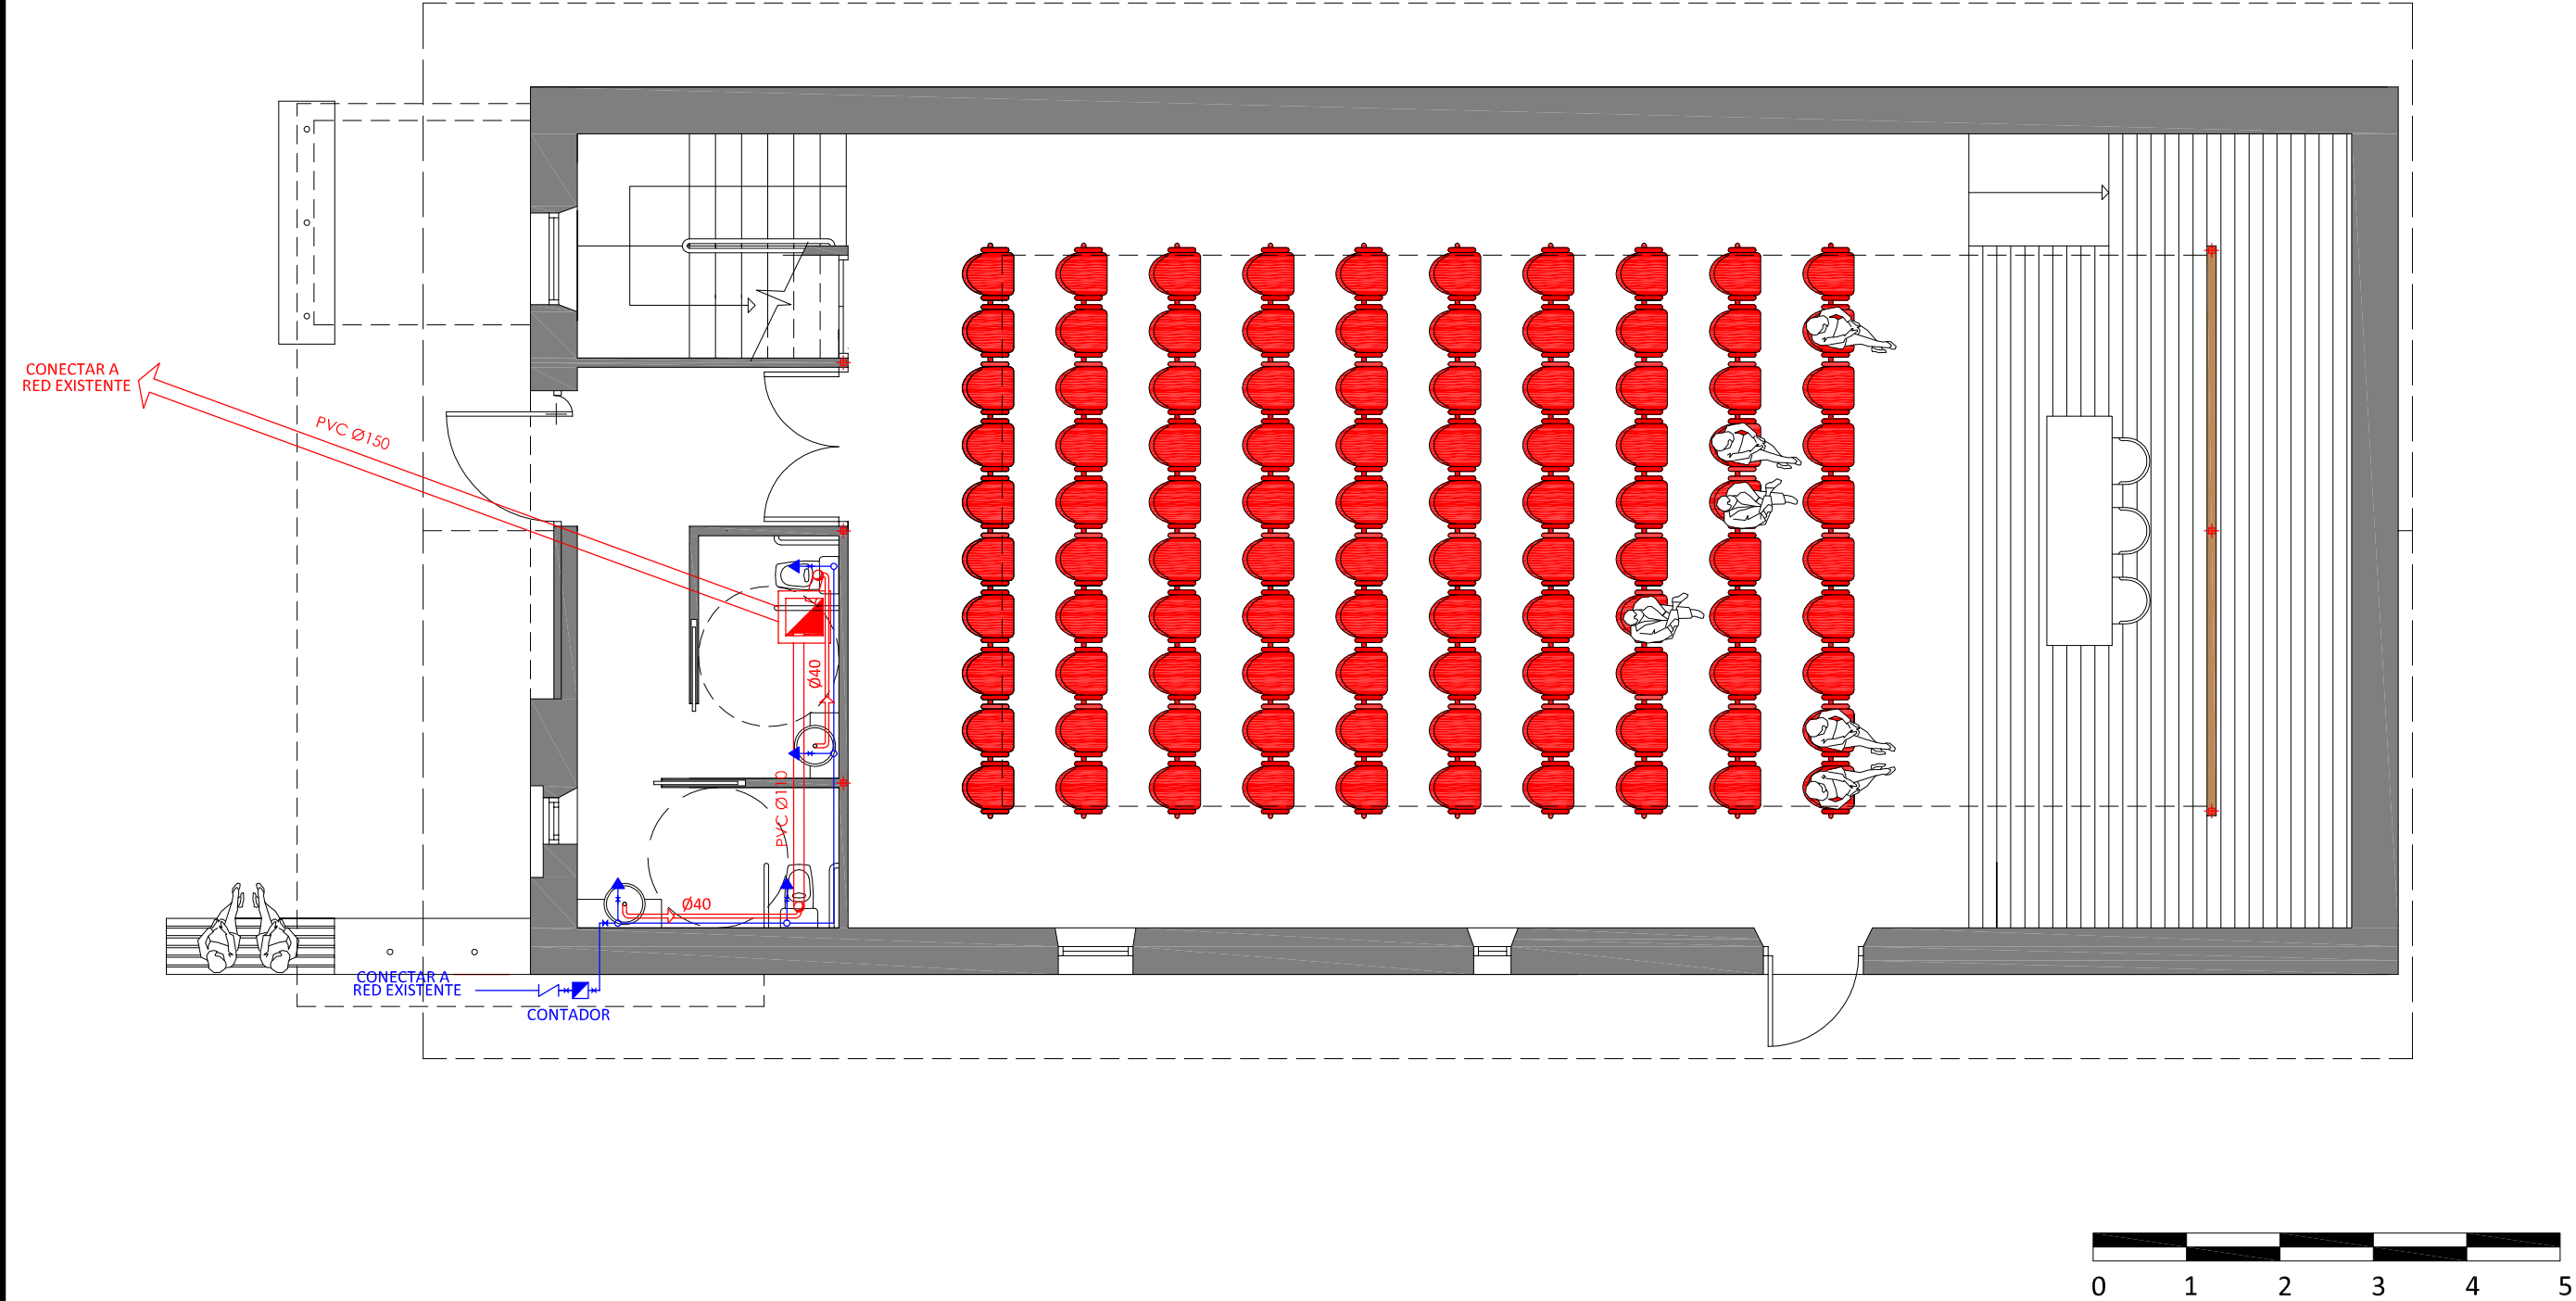 CONECTAR A
RED EXISTENTE
PVC Ø150
Ø40
PVC Ø110
Ø40
CONECTAR A
RED EXISTENTE
CONTADOR
0 1 2 3 4 5